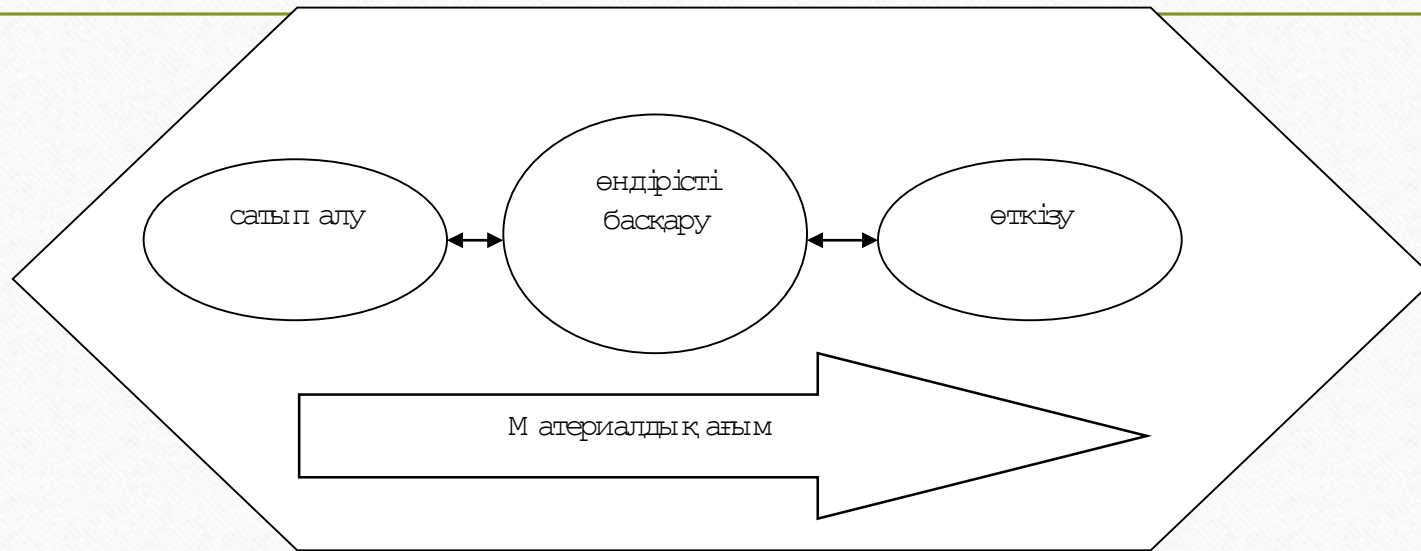 сатып алу
өндірісті
басқару
өткізу
Материалдық ағым